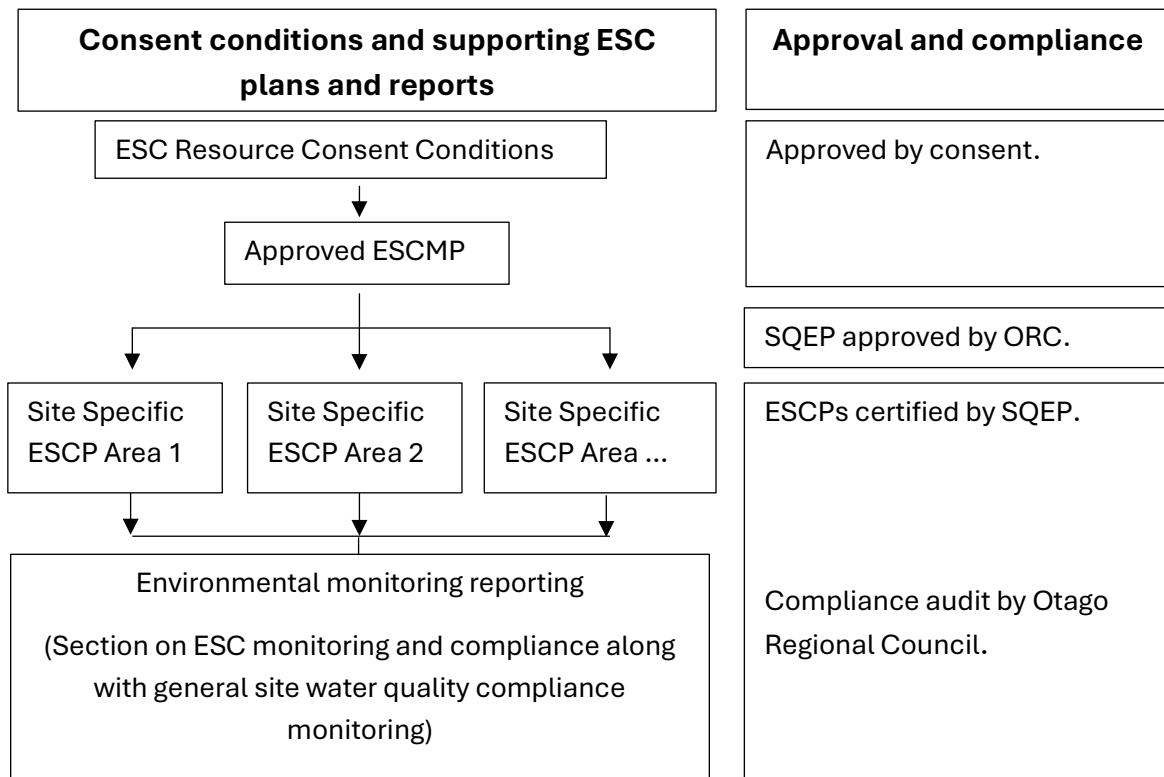 Consent conditions and supporting ESC
plans and reports
Approval and compliance
ESC Resource Consent Conditions
Approved by consent.
Approved ESCMP
SQEP approved by ORC.
Site Specific
ESCP Area 1
Site Specific
ESCP Area 2
Site Specific
ESCP Area ...
ESCPs certified by SQEP.
Environmental monitoring reporting
(Section on ESC monitoring and compliance along
with general site water quality compliance
monitoring)
Compliance audit by Otago
Regional Council.